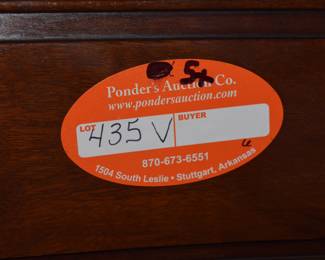 Ponder's Auction Co.
www.pondersauction.com
LOT 435 V BUYER
870-673-6551
1504 South Leslie • Stuttgart, Arkansas